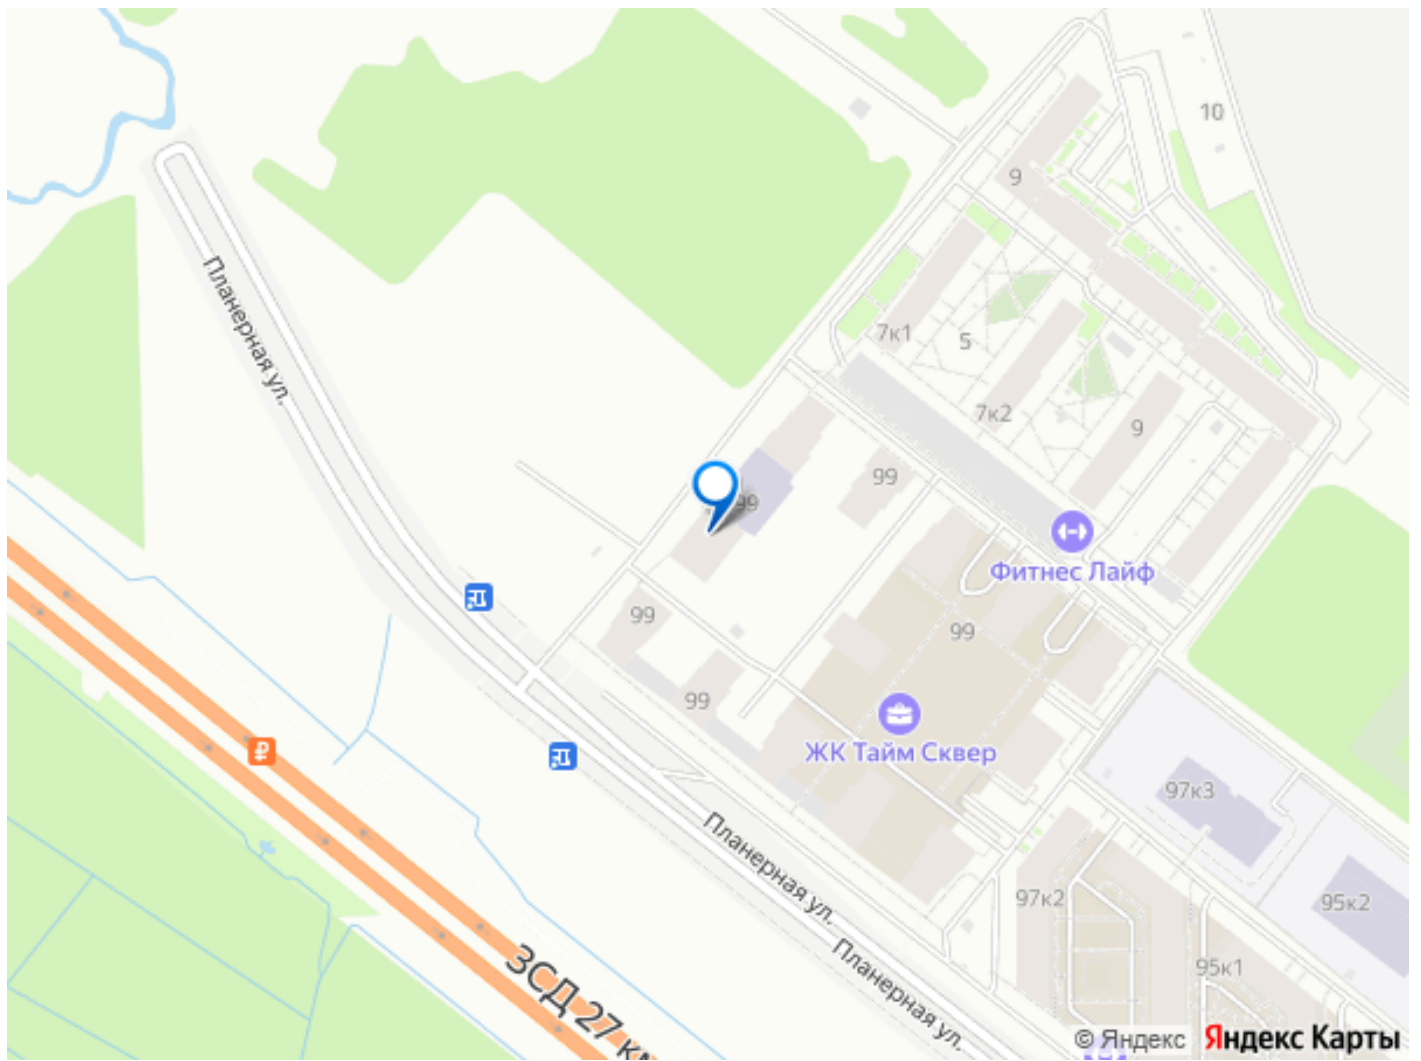 10
9
Планерная ул.
7к1
5
7к2
9
99
99
Фитнес Лайф
99
99
99
₽
ЖК Тайм Сквер
97к3
Планерная ул.
97к2
95к2
Планерная ул.
95к1
ЗСД 27 км
© Яндекс
Яндекс Карты